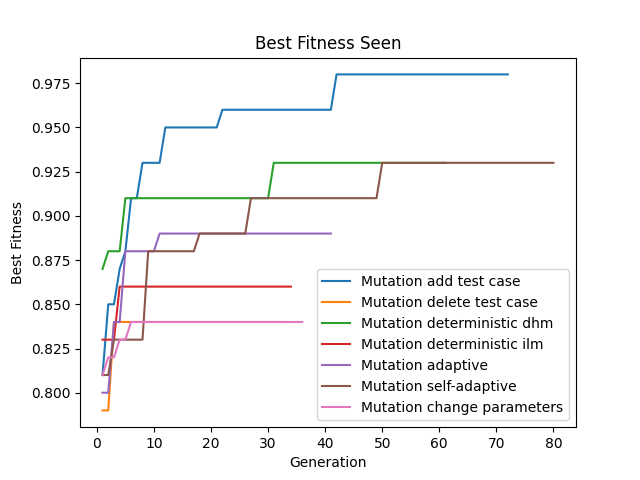 Best Fitness Seen
Best Fitness
0.975
0.950
0.925
0.900
0.875
0.850
0.825
0.800
Mutation add test case
Mutation delete test case
Mutation deterministic dhm
Mutation deterministic ilm
Mutation adaptive
Mutation self-adaptive
Mutation change parameters
0 10 20 30 40 50 60 70 80
Generation